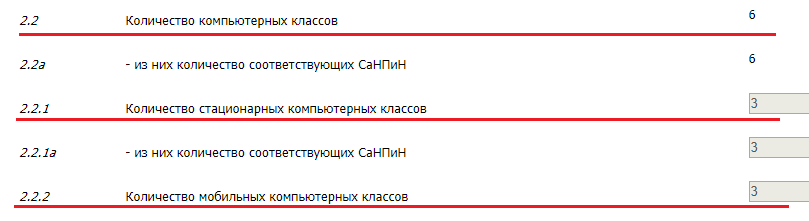 2.2 Количество компьютерных классов 6
2.2а - из них количество соответствующих СаНПиН 6
2.2.1 Количество стационарных компьютерных классов 3
2.2.1а - из них количество соответствующих СаНПиН 3
2.2.2 Количество мобильных компьютерных классов 3